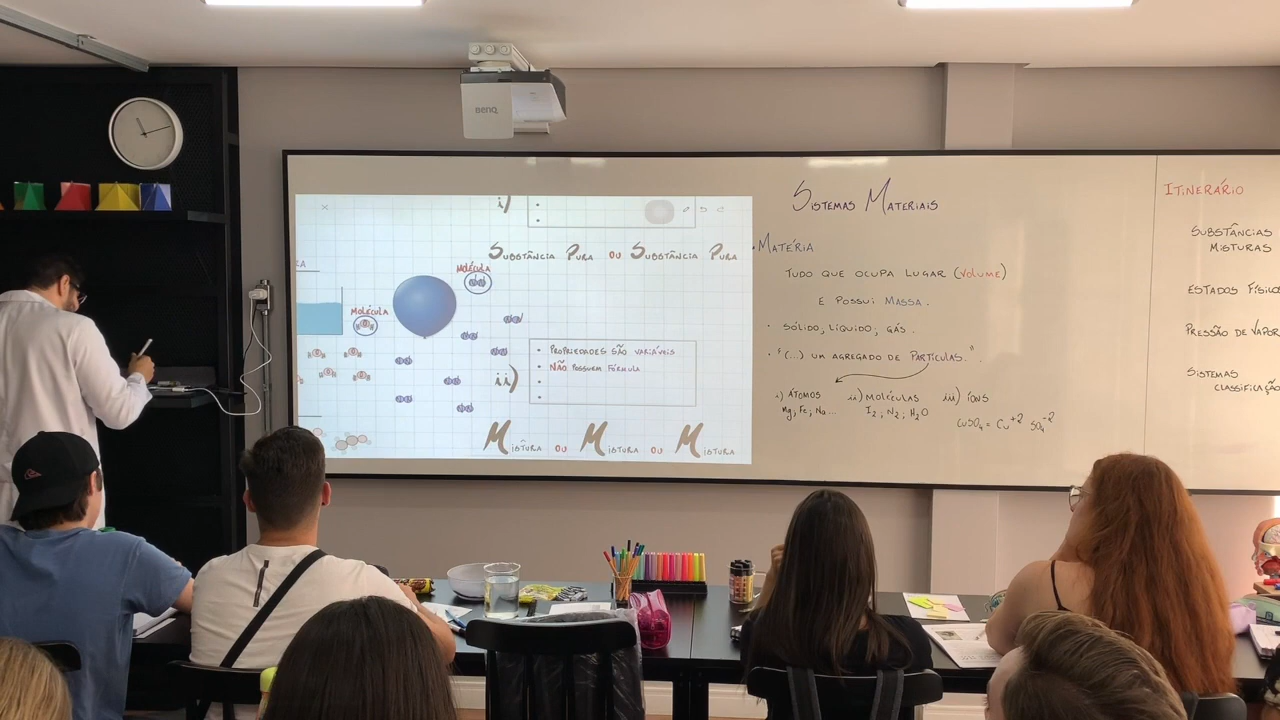 BENQ
i)
SUBSTÂNCIA PURA OU SUBSTÂNCIA PURA
MOLÉCULA
MOLÉCULA
• PROPRIEDADES SÃO VARIÁVEIS
• NÃO POSSUEM FÓRMULA
ii)
MISTURA OU MISTURA OU MISTURA
SISTEMAS MATERIAIS
• MATÉRIA
TUDO QUE OCUPA LUGAR (VOLUME)
E POSSUI MASSA.
• SÓLIDO, LÍQUIDO, GÁS.
• "(...) UM AGREGADO DE PARTÍCULAS."
i) ÁTOMOS ii) MOLÉCULAS iii) ÍONS
Mg, Fe, Na... I₂, N₂, H₂O CuSO₄ = Cu⁺² SO₄⁻²
ITINERÁRIO
SUBSTÂNCIAS
MISTURAS
ESTADOS FÍSICO
PRESSÃO DE VAPOR
SISTEMAS
CLASSIFICAÇÃO